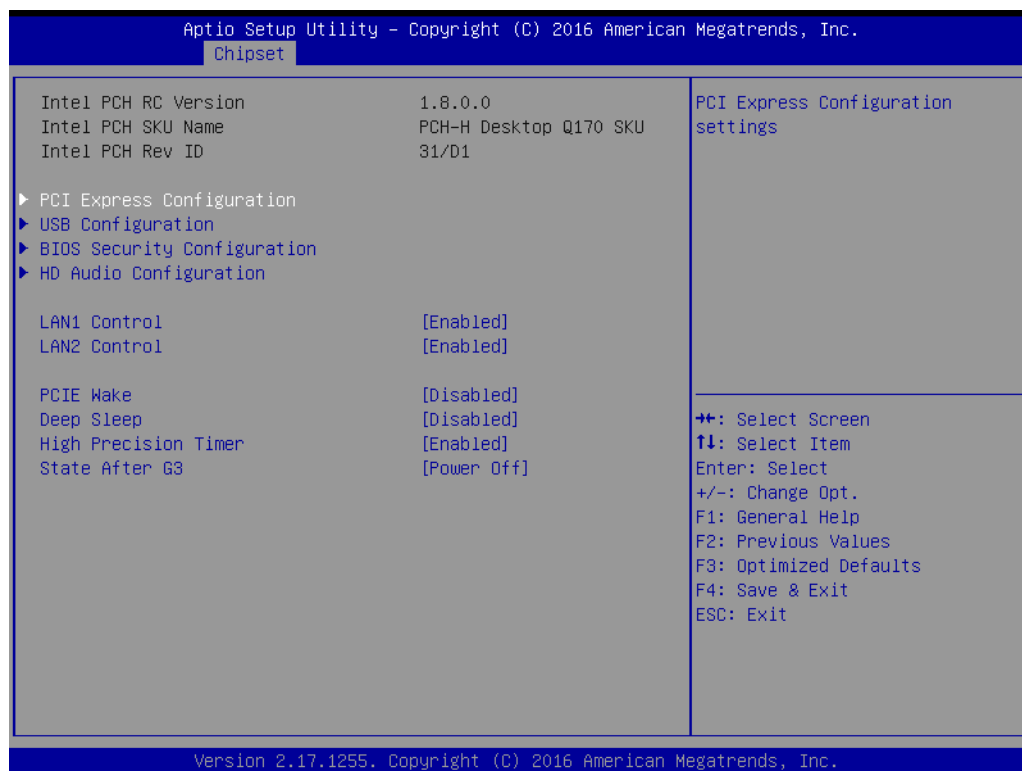 Aptio Setup Utility – Copyright (C) 2016 American Megatrends, Inc.
Chipset
Intel PCH RC Version 1.8.0.0
Intel PCH SKU Name PCH-H Desktop Q170 SKU
Intel PCH Rev ID 31/D1
PCI Express Configuration
USB Configuration
BIOS Security Configuration
HD Audio Configuration
LAN1 Control [Enabled]
LAN2 Control [Enabled]
PCIE Wake [Disabled]
Deep Sleep [Disabled]
High Precision Timer [Enabled]
State After G3 [Power Off]
PCI Express Configuration
settings
→←: Select Screen
↑↓: Select Item
Enter: Select
+/-: Change Opt.
F1: General Help
F2: Previous Values
F3: Optimized Defaults
F4: Save & Exit
ESC: Exit
Version 2.17.1255. Copyright (C) 2016 American Megatrends, Inc.